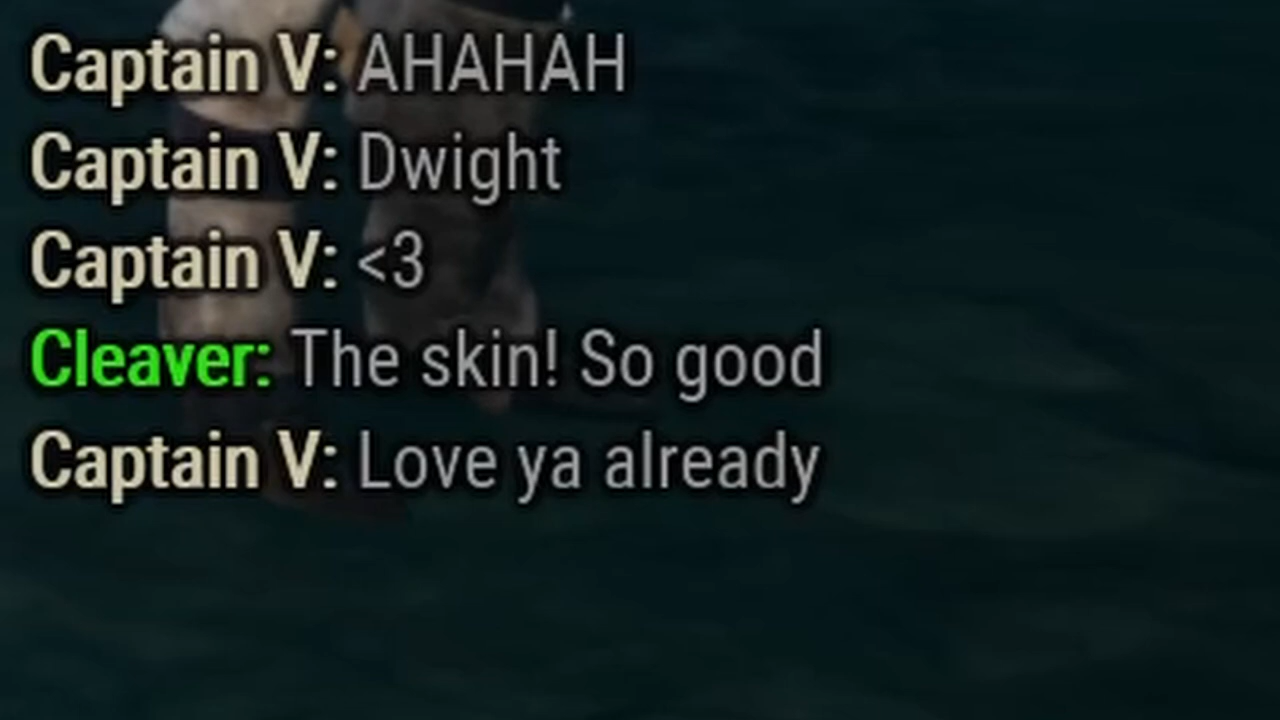 Captain V: AHAHAH
Captain V: Dwight
Captain V: <3
Cleaver: The skin! So good
Captain V: Love ya already